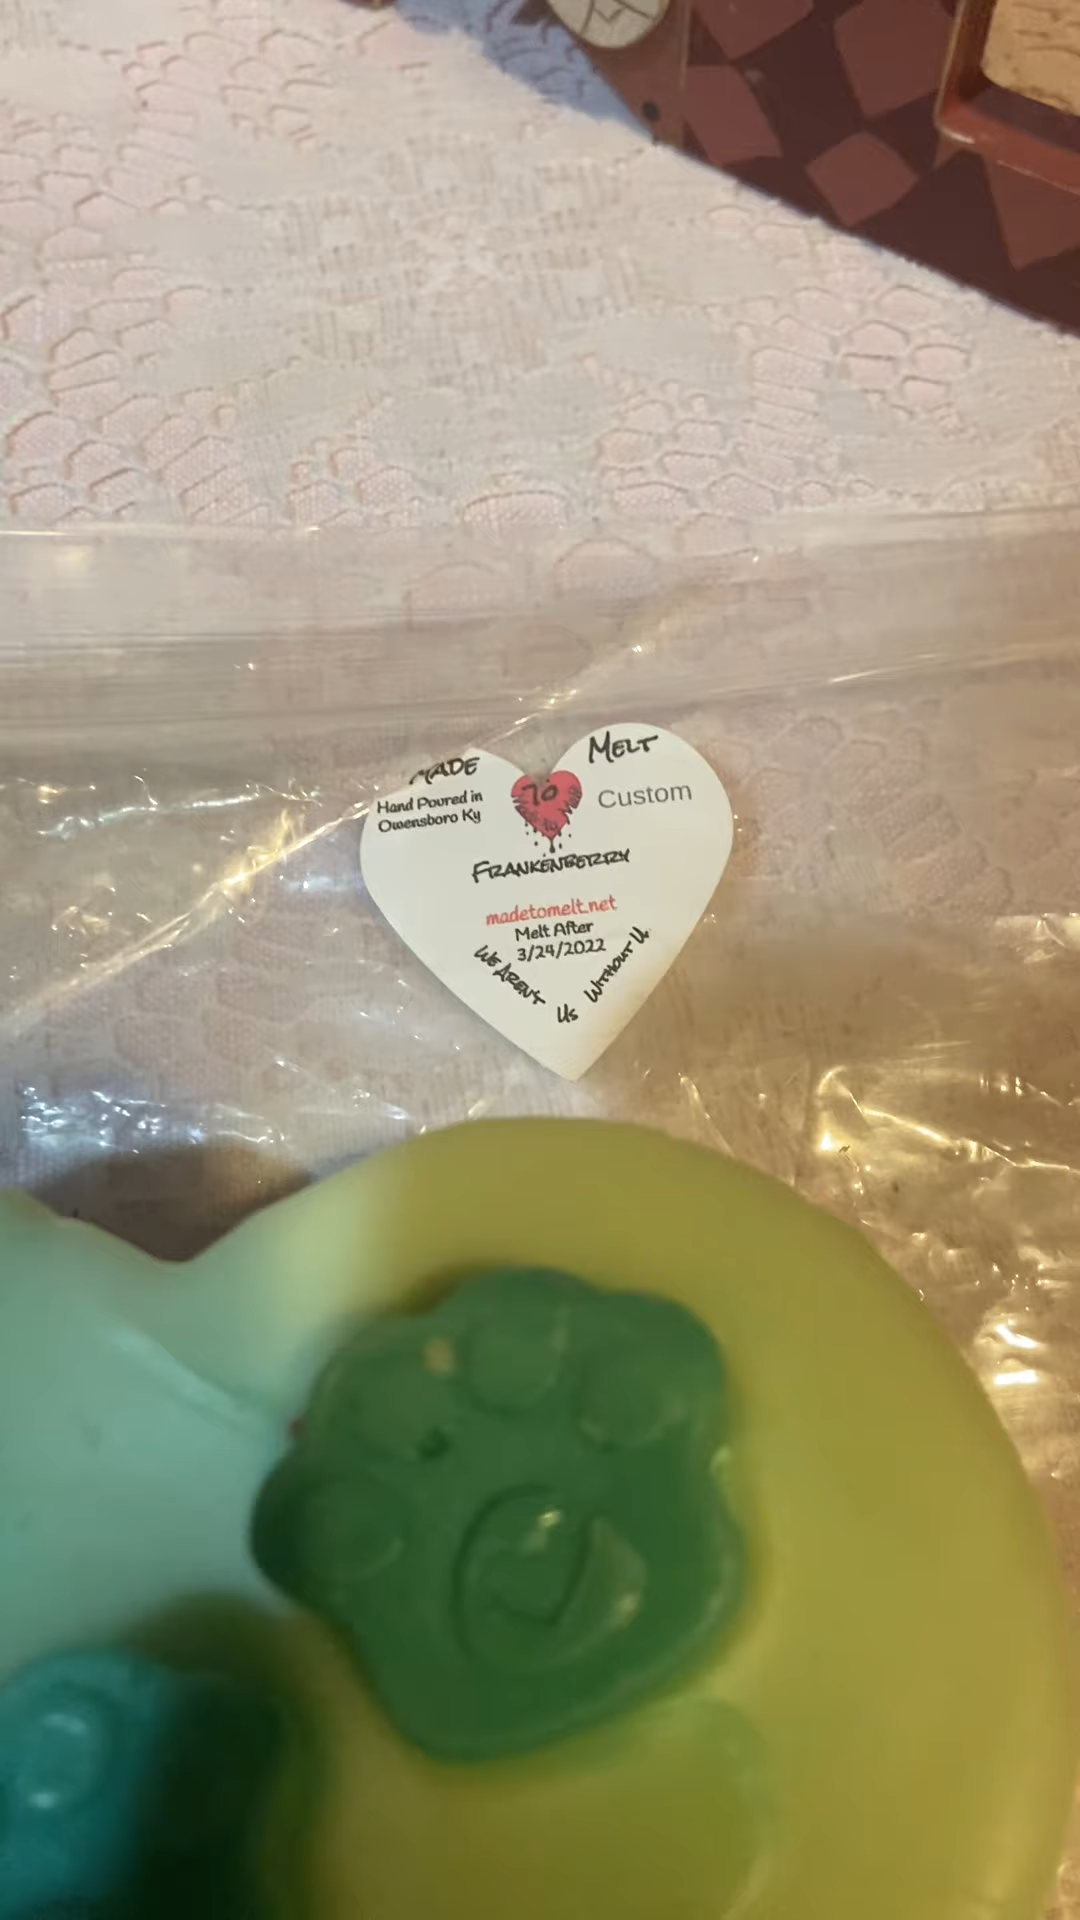 MADE
TO
MELT
Hand Poured in
Owensboro Ky
Custom
FRANKENBERRY
madetomelt.net
Melt After
3/24/2022
WE AREN'T
Us
WITHOUT U